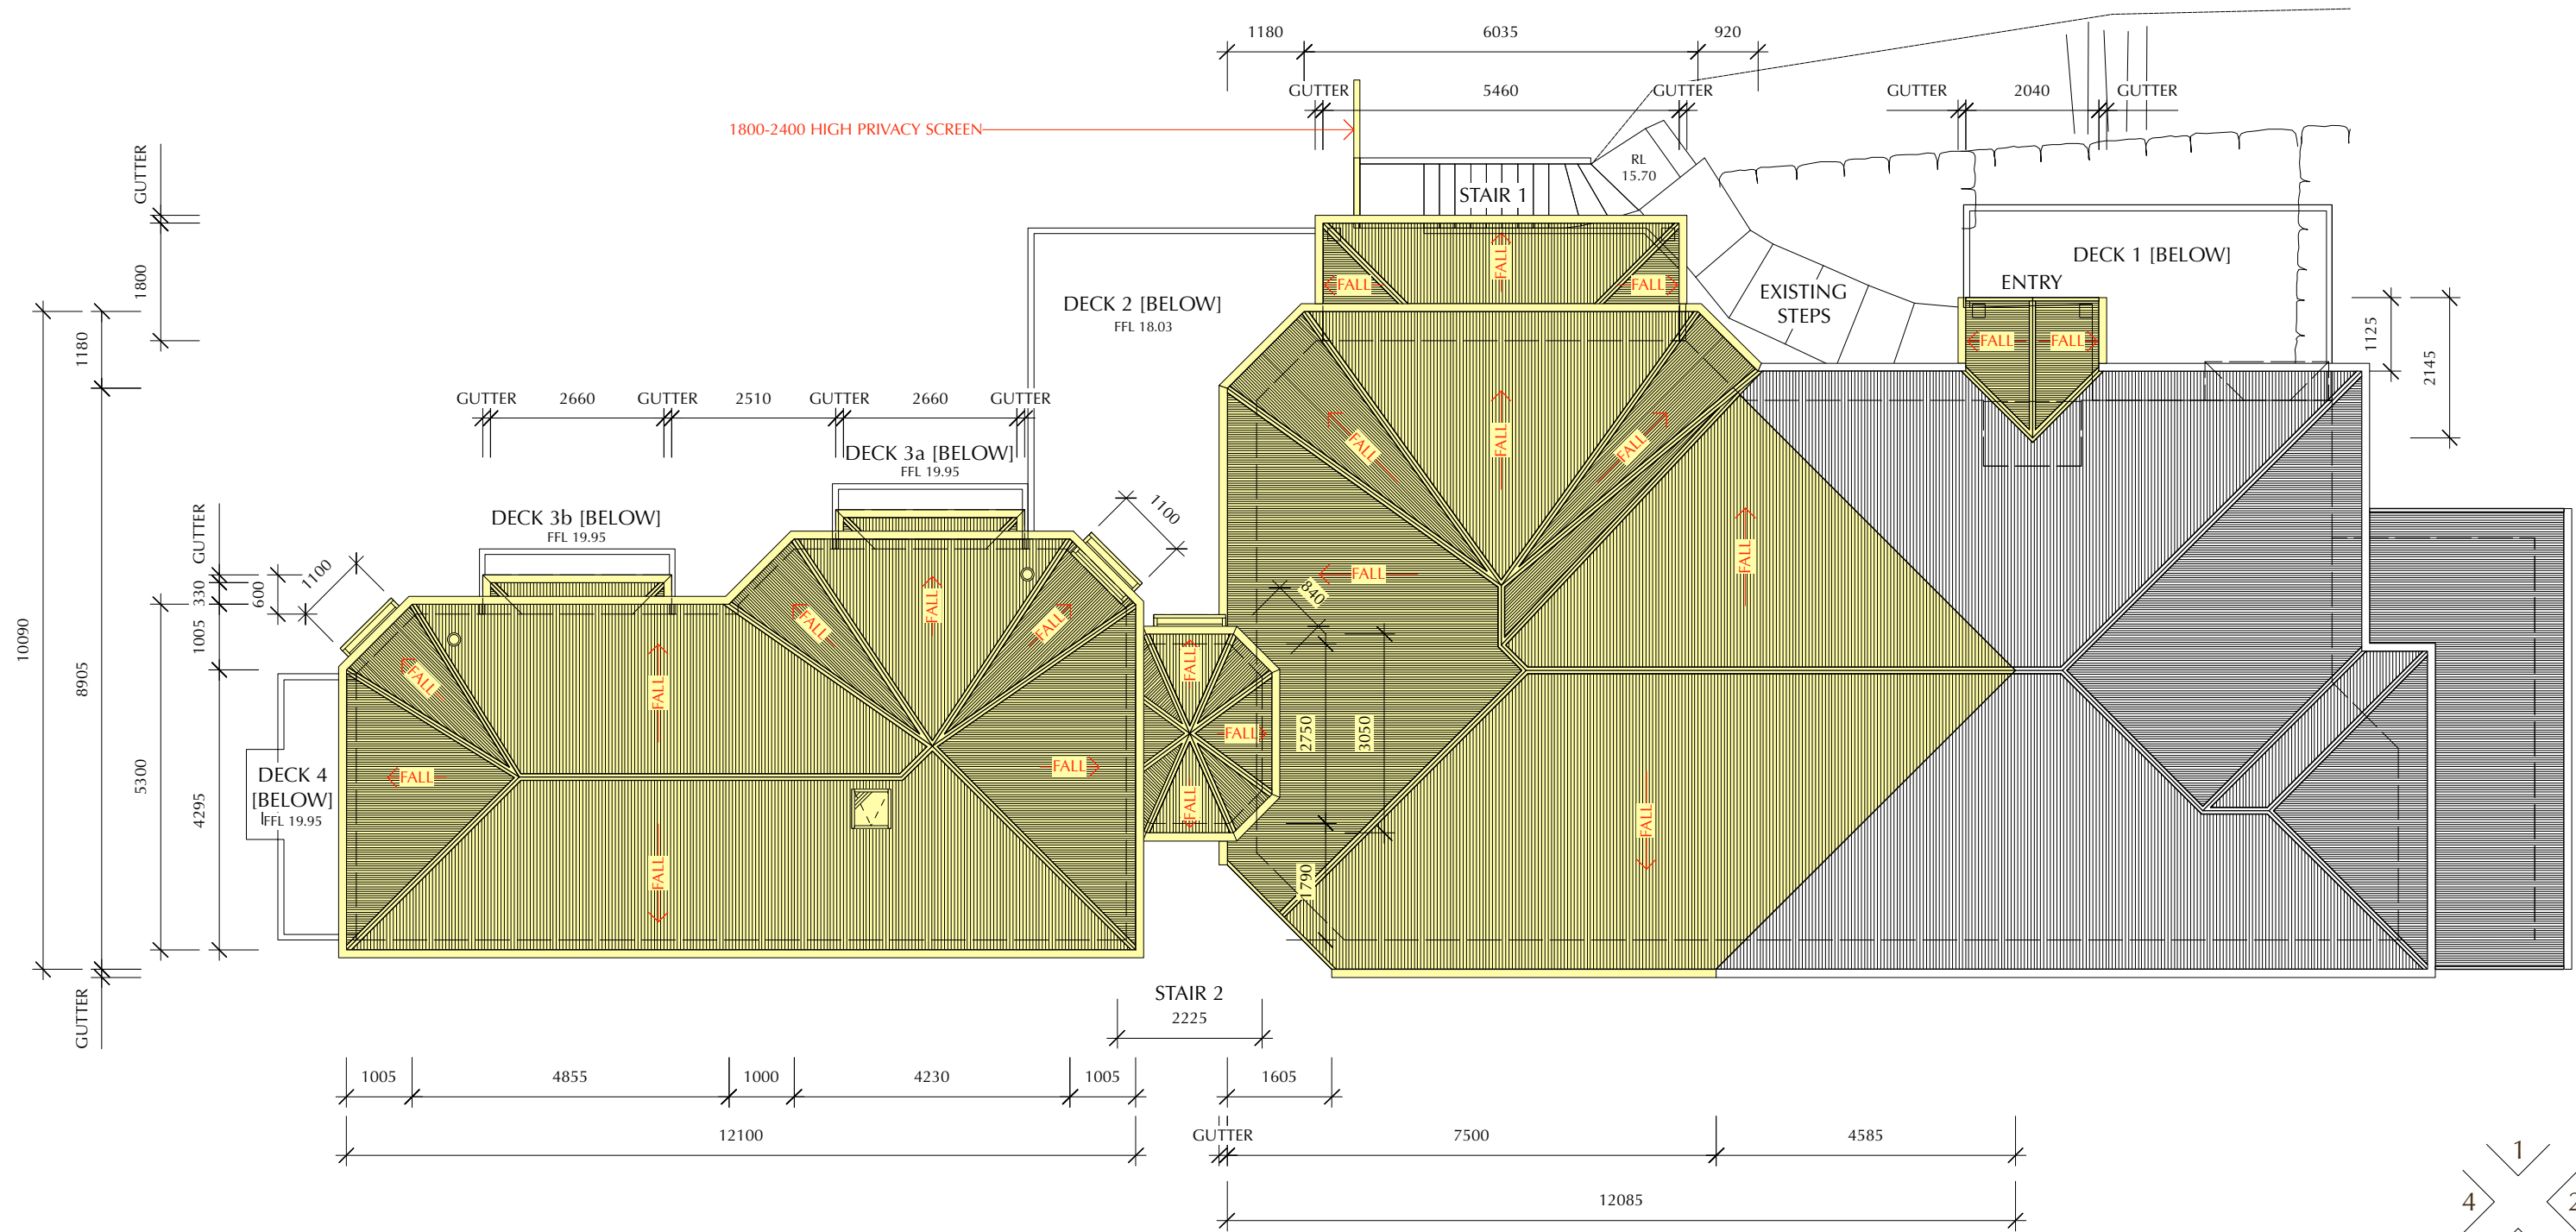 1180
6035
920
GUTTER
5460
GUTTER
GUTTER
2040
GUTTER
1800-2400 HIGH PRIVACY SCREEN
GUTTER
RL
15.70
STAIR 1
1800
FALL
FALL
FALL
DECK 1 [BELOW]
ENTRY
EXISTING
STEPS
DECK 2 [BELOW]
FFL 18.03
FALL
FALL
1125
2145
10090
1180
GUTTER
2660
GUTTER
2510
GUTTER
2660
GUTTER
DECK 3a [BELOW]
FFL 19.95
1100
FALL
FALL
FALL
DECK 3b [BELOW]
FFL 19.95
GUTTER
330
600
1100
1005
FALL
FALL
840
FALL
FALL
FALL
8905
5300
4295
FALL
FALL
FALL
FALL
2750
3050
DECK 4
[BELOW]
FFL 19.95
FALL
FALL
FALL
FALL
FALL
1790
GUTTER
STAIR 2
2225
1005
4855
1000
4230
1005
1605
12100
GUTTER
7500
4585
12085
1
4
2